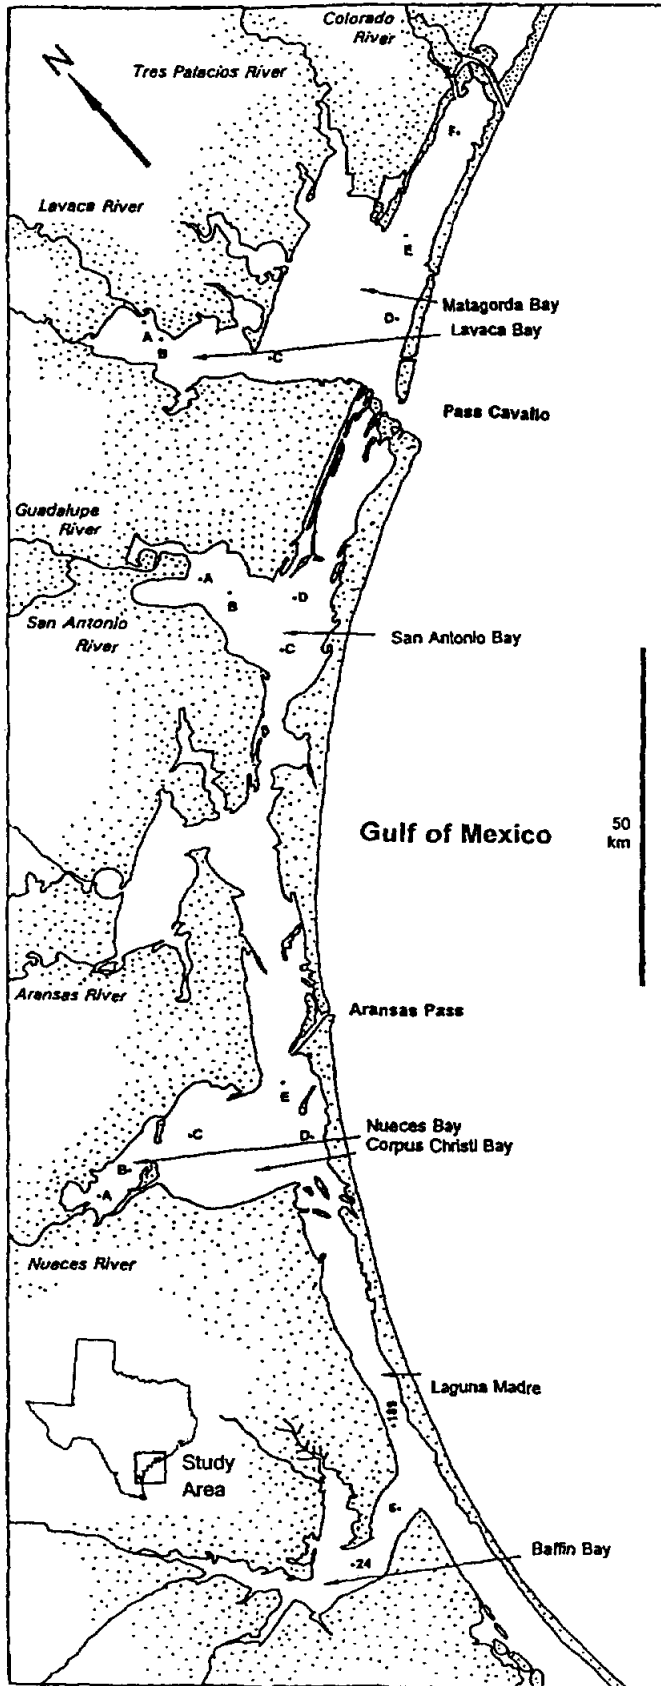 Colorado
River
N
Tres Palacios River
F
Lavaca River
E
Matagorda Bay
D
Lavaca Bay
A
B
C
Pass Cavallo
Guadalupe
River
A
B
D
San Antonio
River
San Antonio Bay
C
Gulf of Mexico
50
km
Aransas River
Aransas Pass
E
Nueces Bay
C
D
Corpus Christi Bay
B
A
Nueces River
Laguna Madre
189
Study
Area
6
24
Baffin Bay